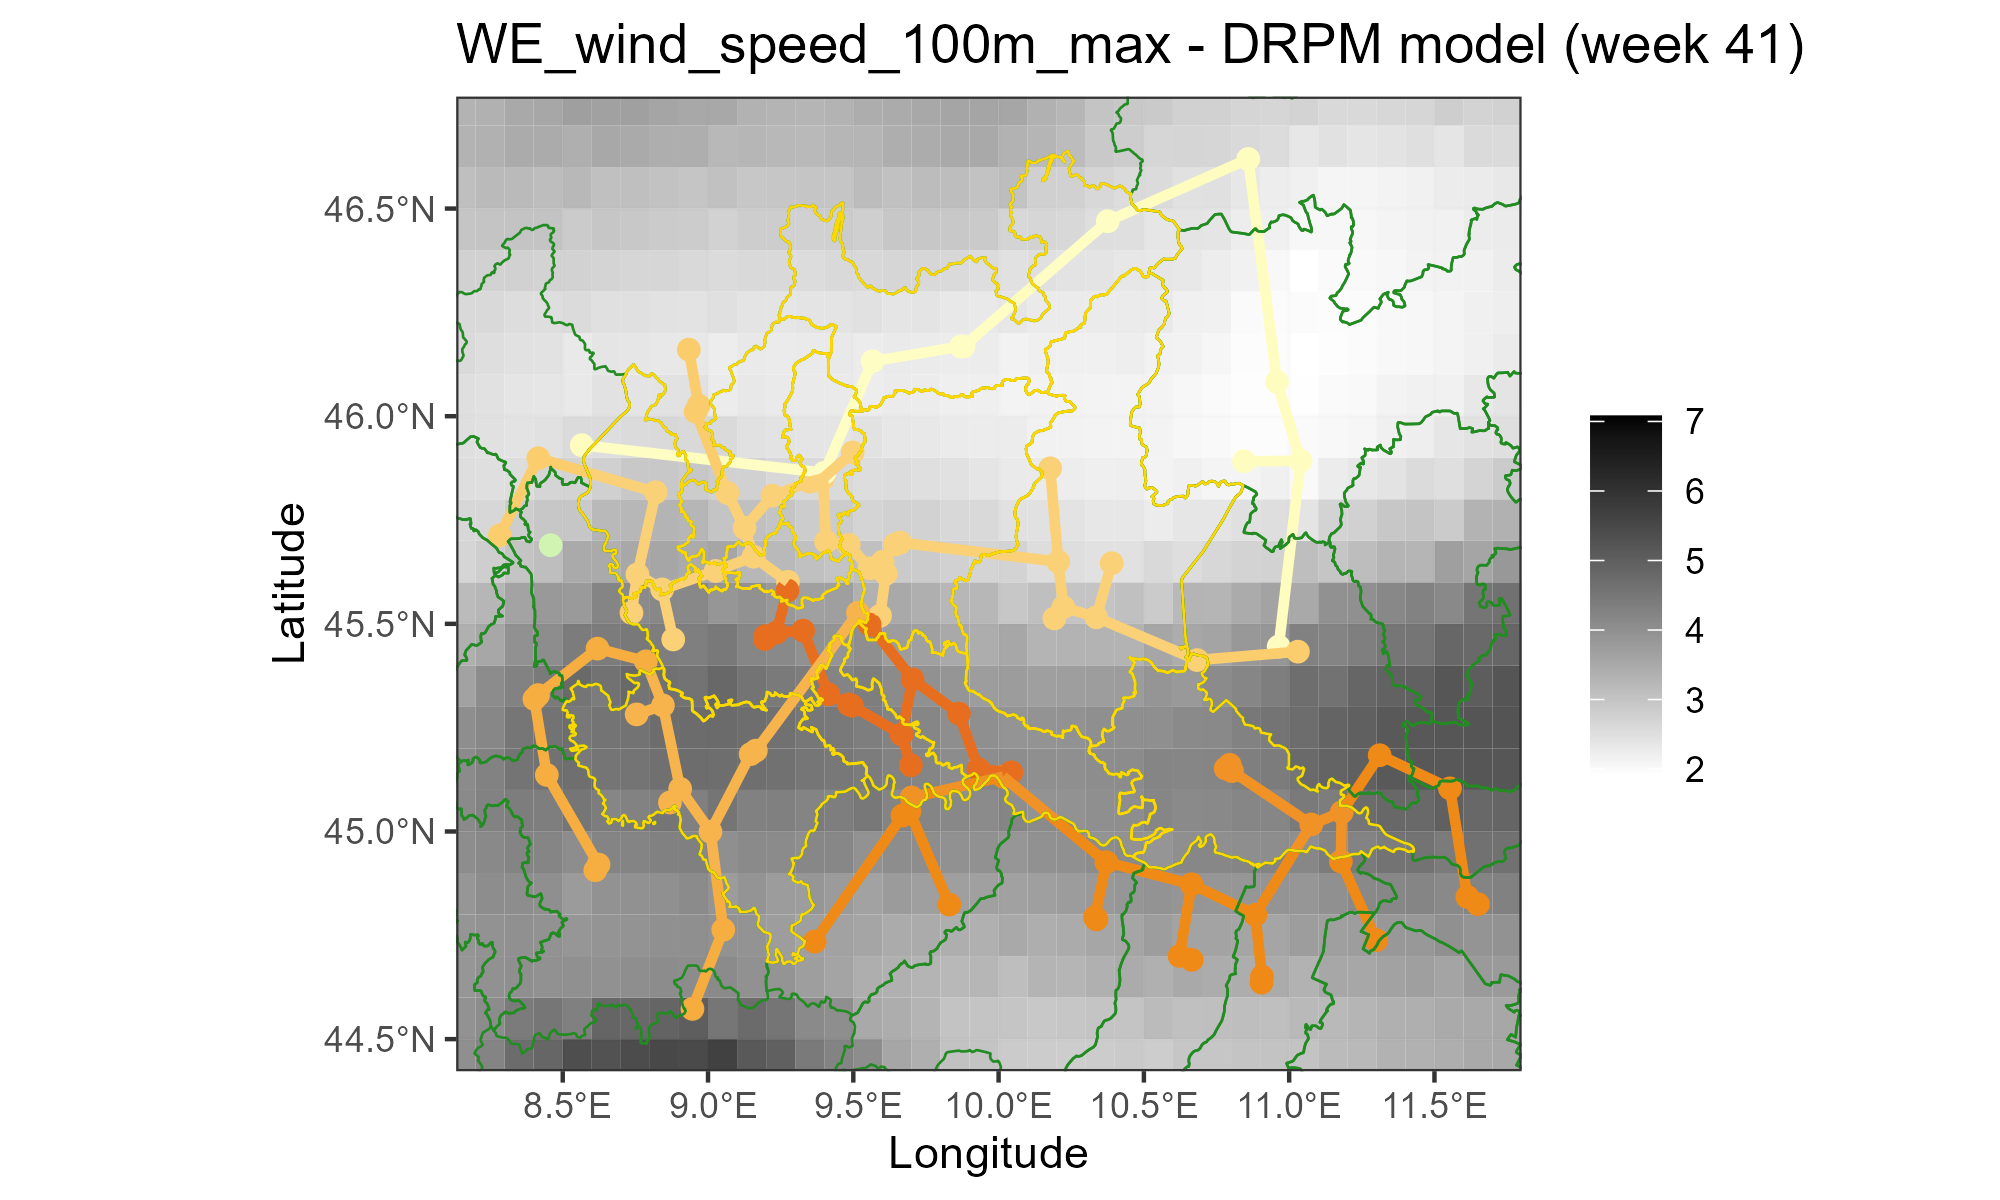 WE_wind_speed_100m_max - DRPM model (week 41)
46.5°N
46.0°N
45.5°N
45.0°N
44.5°N
Latitude
8.5°E
9.0°E
9.5°E
10.0°E
10.5°E
11.0°E
11.5°E
Longitude
7
6
5
4
3
2